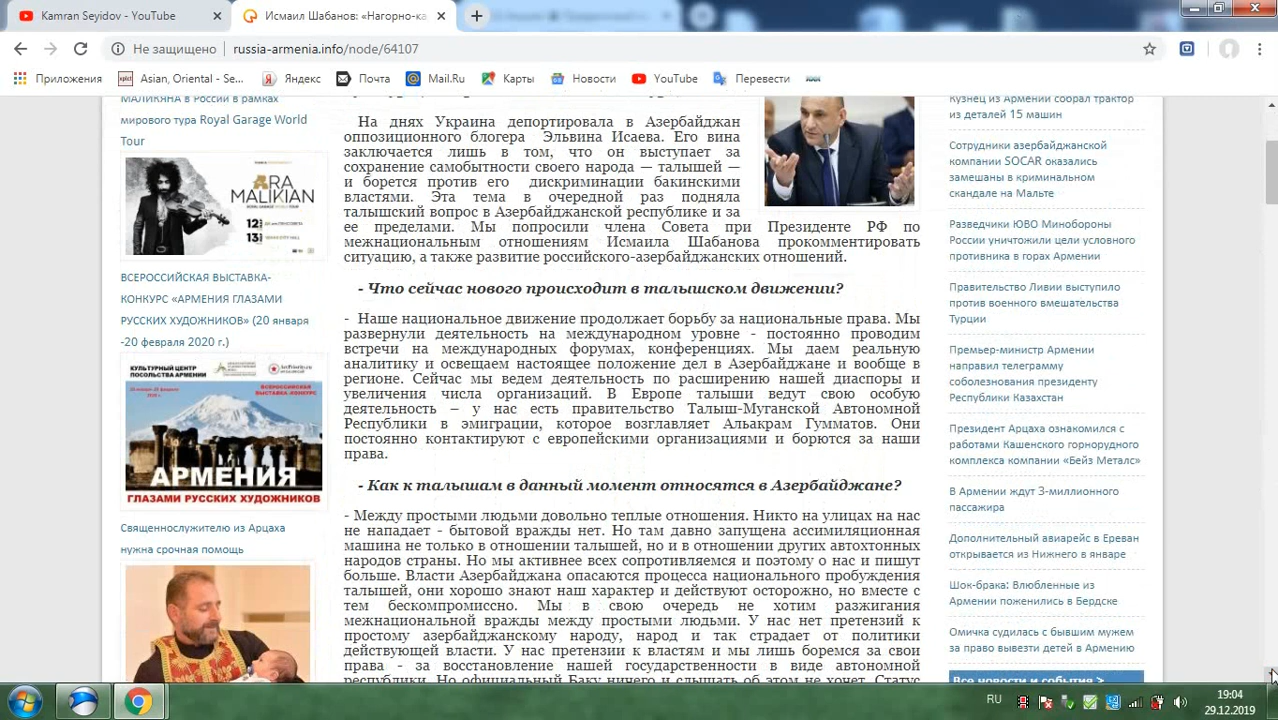 Kamran Seyidov - YouTube
Исмаил Шабанов: «Нагорно-ка
Не защищено
russia-armenia.info/node/64107
Приложения
Asian, Oriental - Se...
Яндекс
Почта
Mail.Ru
Карты
Новости
YouTube
Перевести
МАЛИКЯНА в России в рамках
мирового тура Royal Garage World
Tour
ARA
MALIKIAN
12
13
ВСЕРОССИЙСКАЯ ВЫСТАВКА-
КОНКУРС «АРМЕНИЯ ГЛАЗАМИ
РУССКИХ ХУДОЖНИКОВ» (20 января
-20 февраля 2020 г.)
КУЛЬТУРНЫЙ ЦЕНТР
ПОСОЛЬСТВА АРМЕНИИ
АРМЕНИЯ
ГЛАЗАМИ РУССКИХ ХУДОЖНИКОВ
Священнослужителю из Арцаха
нужна срочная помощь
На днях Украина депортировала в Азербайджан
оппозиционного блогера Эльвина Исаева. Его вина
заключается лишь в том, что он выступает за
сохранение самобытности своего народа — талышей —
и борется против его дискриминации бакинскими
властями. Эта тема в очередной раз подняла
талышский вопрос в Азербайджанской республике и за
ее пределами. Мы попросили члена Совета при Президенте РФ по
межнациональным отношениям Исмаила Шабанова прокомментировать
ситуацию, а также развитие российского-азербайджанских отношений.
- Что сейчас нового происходит в талышском движении?
- Наше национальное движение продолжает борьбу за национальные права. Мы
развернули деятельность на международном уровне - постоянно проводим
встречи на международных форумах, конференциях. Мы даем реальную
аналитику и освещаем настоящее положение дел в Азербайджане и вообще в
регионе. Сейчас мы ведем деятельность по расширению нашей диаспоры и
увеличения числа организаций. В Европе талыши ведут свою особую
деятельность – у нас есть правительство Талыш-Муганской Автономной
Республики в эмиграции, которое возглавляет Альакрам Гумматов. Они
постоянно контактируют с европейскими организациями и борются за наши
права.
- Как к талышам в данный момент относятся в Азербайджане?
- Между простыми людьми довольно теплые отношения. Никто на улицах на нас
не нападает - бытовой вражды нет. Но там давно запущена ассимиляционная
машина не только в отношении талышей, но и в отношении других автохтонных
народов страны. Но мы активнее всех сопротивляемся и поэтому о нас и пишут
больше. Власти Азербайджана опасаются процесса национального пробуждения
талышей, они хорошо знают наш характер и действуют осторожно, но вместе с
тем бескомпромиссно. Мы в свою очередь не хотим разжигания
межнациональной вражды между простыми людьми. У нас нет претензий к
простому азербайджанскому народу, народ и так страдает от политики
действующей власти. У нас претензии к властям и мы лишь боремся за свои
права - за восстановление нашей государственности в виде автономной
республики. Но официальный Баку ничего и слышать об этом не хочет. Статус
Кузнец из Армении собрал трактор
из деталей 15 машин
Сотрудники азербайджанской
компании SOCAR оказались
замешаны в криминальном
скандале на Мальте
Разведчики ЮВО Минобороны
России уничтожили цели условного
противника в горах Армении
Правительство Ливии выступило
против военного вмешательства
Турции
Премьер-министр Армении
направил телеграмму
соболезнования президенту
Республики Казахстан
Президент Арцаха ознакомился с
работами Кашенского горнорудного
комплекса компании «Бейз Металс»
В Армении ждут 3-миллионного
пассажира
Дополнительный авиарейс в Ереван
открывается из Нижнего в январе
Шок-брака: Влюбленные из
Армении поженились в Бердске
Омичка судилась с бывшим мужем
за право вывезти детей в Армению
Все новости и события >
RU
19:04
29.12.2019